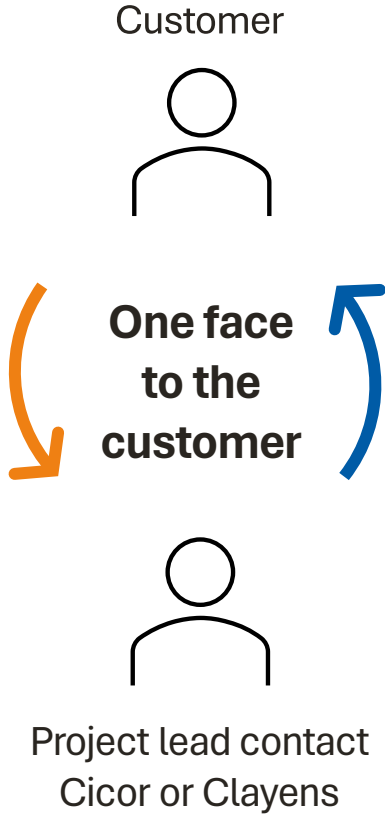 Customer
One face
to the
customer
Project lead contact
Cicor or Clayens